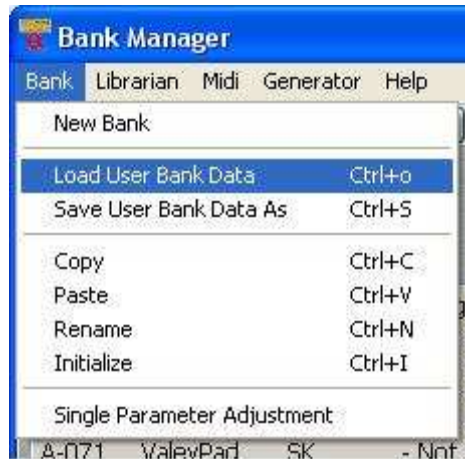 Bank Manager
Bank Librarian Midi Generator Help
New Bank
Load User Bank Data Ctrl+o
Save User Bank Data As Ctrl+S
Copy Ctrl+C
Paste Ctrl+V
Rename Ctrl+N
Initialize Ctrl+I
Single Parameter Adjustment
A-071 ValeyPad SK - Not